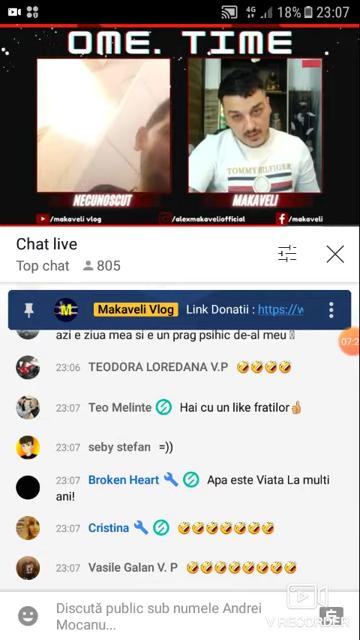 4G 18% 23:07
OME. TIME
TOMMY HILFIGER
NECUNOSCUT
MAKAVELI
/makaveli vlog
/alexmakaveliofficial
/makaveli
Chat live
Top chat 805
Makaveli Vlog Link Donatii : https://w
azi e ziua mea si e un prag psihic de-al meu
07:2
23:06 TEODORA LOREDANA V.P 🤣🤣🤣🤣
23:07 Teo Melinte Hai cu un like fratilor👍
23:07 seby stefan =))
23:07 Broken Heart Apa este Viata La multi
ani!
23:07 Cristina 🤣🤣🤣🤣🤣🤣🤣
23:07 Vasile Galan V. P 🤣🤣🤣🤣🤣🤣🤣🤣
Discută public sub numele Andrei
Mocanu...
V RECORDER